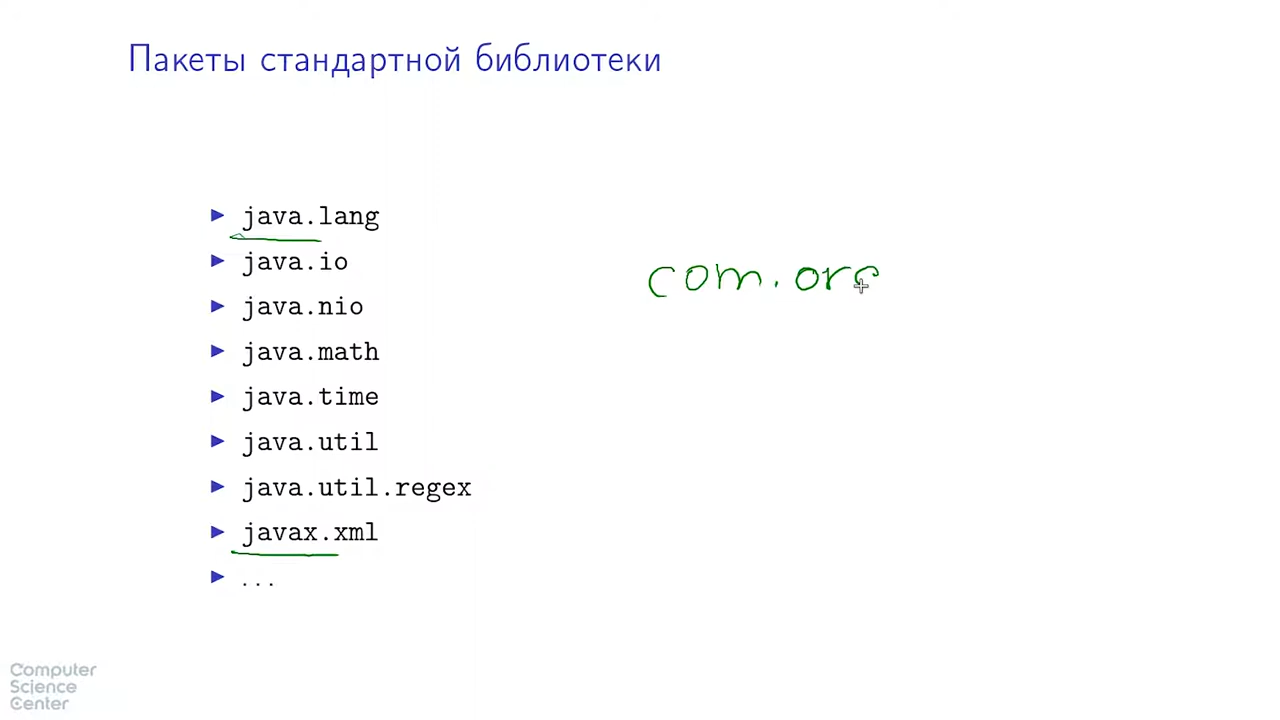 Пакеты стандартной библиотеки
java.lang
java.io
com.ore
java.nio
java.math
java.time
java.util
java.util.regex
javax.xml
...
Computer
Science
Center